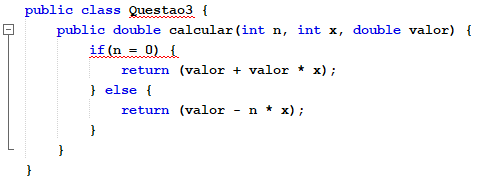 public class Questao3 {
    public double calcular(int n, int x, double valor) {
        if(n = 0) {
            return (valor + valor * x);
        } else {
            return (valor - n * x);
        }
    }
}